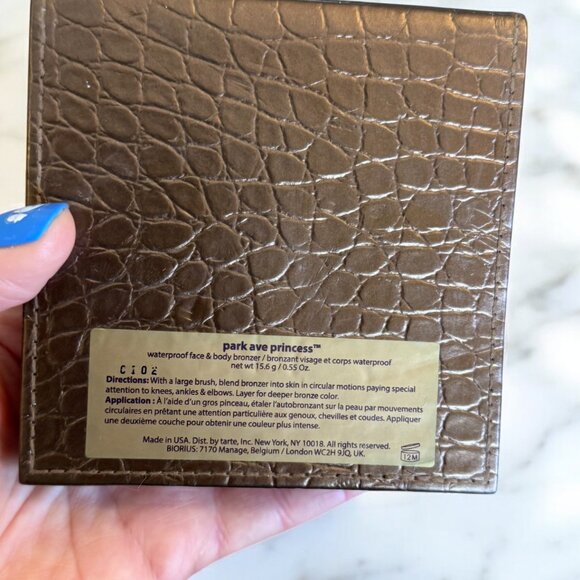 park ave princess™
waterproof face & body bronzer / bronzant visage et corps waterproof
net wt 15.6 g / 0.55 Oz.
C102
Directions: With a large brush, blend bronzer into skin in circular motions paying special
attention to knees, ankles & elbows. Layer for deeper bronze color.
Application : À l'aide d'un gros pinceau, étaler l'autobronzant sur la peau par mouvements
circulaires en prêtant une attention particulière aux genoux, chevilles et coudes. Appliquer
une deuxième couche pour obtenir une couleur plus intense.
Made in USA. Dist. by tarte, Inc. New York, NY 10018. All rights reserved.
BIORIUS: 7170 Manage, Belgium / London WC2H 9JQ, UK.
12M